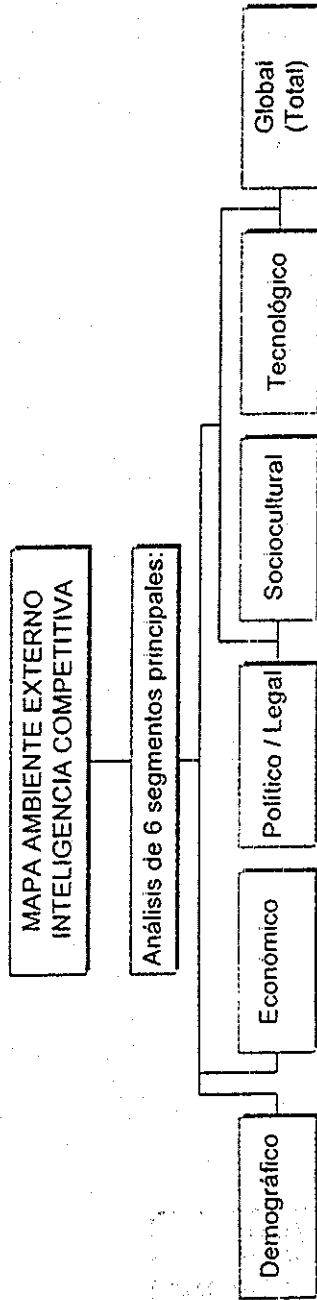 MAPA AMBIENTE EXTERNO
INTELIGENCIA COMPETITIVA
Análisis de 6 segmentos principales:
Demográfico
Económico
Político / Legal
Sociocultural
Tecnológico
Global
(Total)